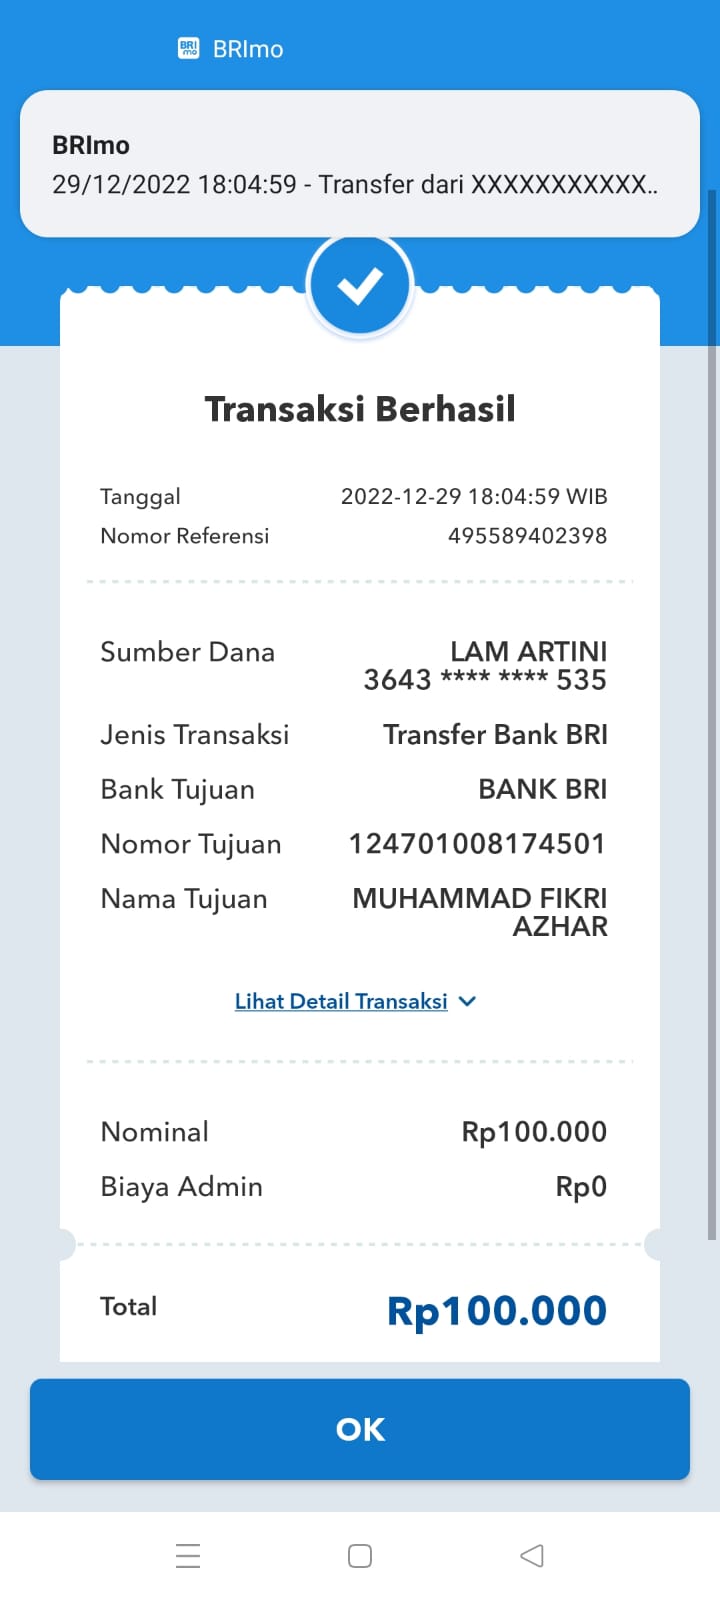 BRI mo BRImo
BRImo
29/12/2022 18:04:59 - Transfer dari XXXXXXXXXXX..
Transaksi Berhasil
Tanggal 2022-12-29 18:04:59 WIB
Nomor Referensi 495589402398
Sumber Dana LAM ARTINI
3643 **** **** 535
Jenis Transaksi Transfer Bank BRI
Bank Tujuan BANK BRI
Nomor Tujuan 124701008174501
Nama Tujuan MUHAMMAD FIKRI
AZHAR
Lihat Detail Transaksi
Nominal Rp100.000
Biaya Admin Rp0
Total Rp100.000
OK